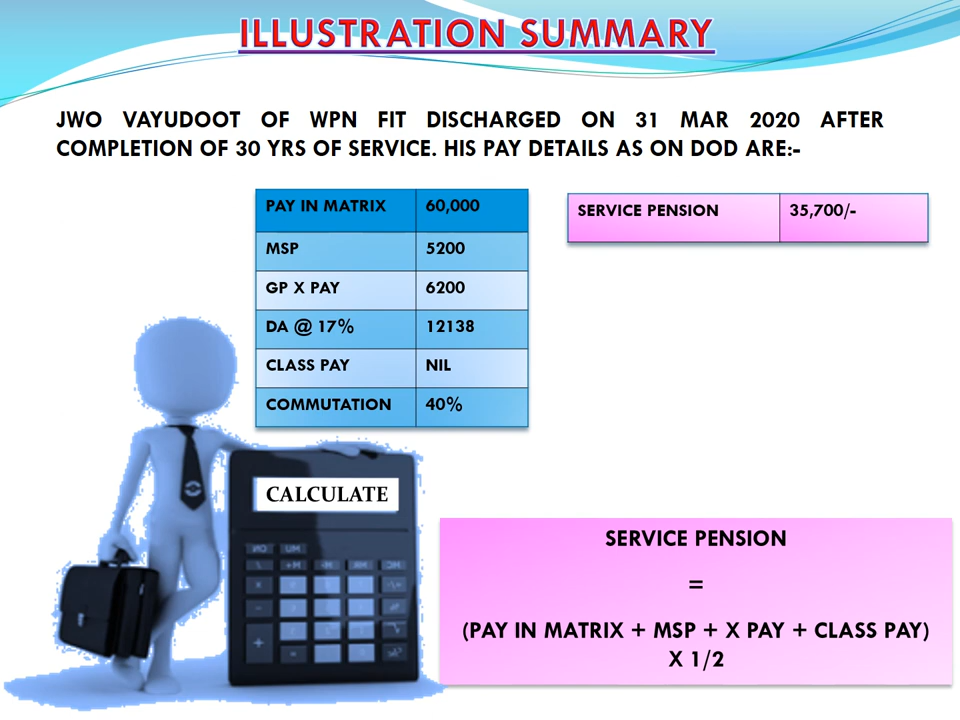 ILLUSTRATION SUMMARY
JWO VAYUDOOT OF WPN FIT DISCHARGED ON 31 MAR 2020 AFTER
COMPLETION OF 30 YRS OF SERVICE. HIS PAY DETAILS AS ON DOD ARE:-
PAY IN MATRIX 60,000
MSP 5200
GP X PAY 6200
DA @ 17% 12138
CLASS PAY NIL
COMMUTATION 40%
SERVICE PENSION 35,700/-
CALCULATE
SERVICE PENSION
=
(PAY IN MATRIX + MSP + X PAY + CLASS PAY)
X 1/2